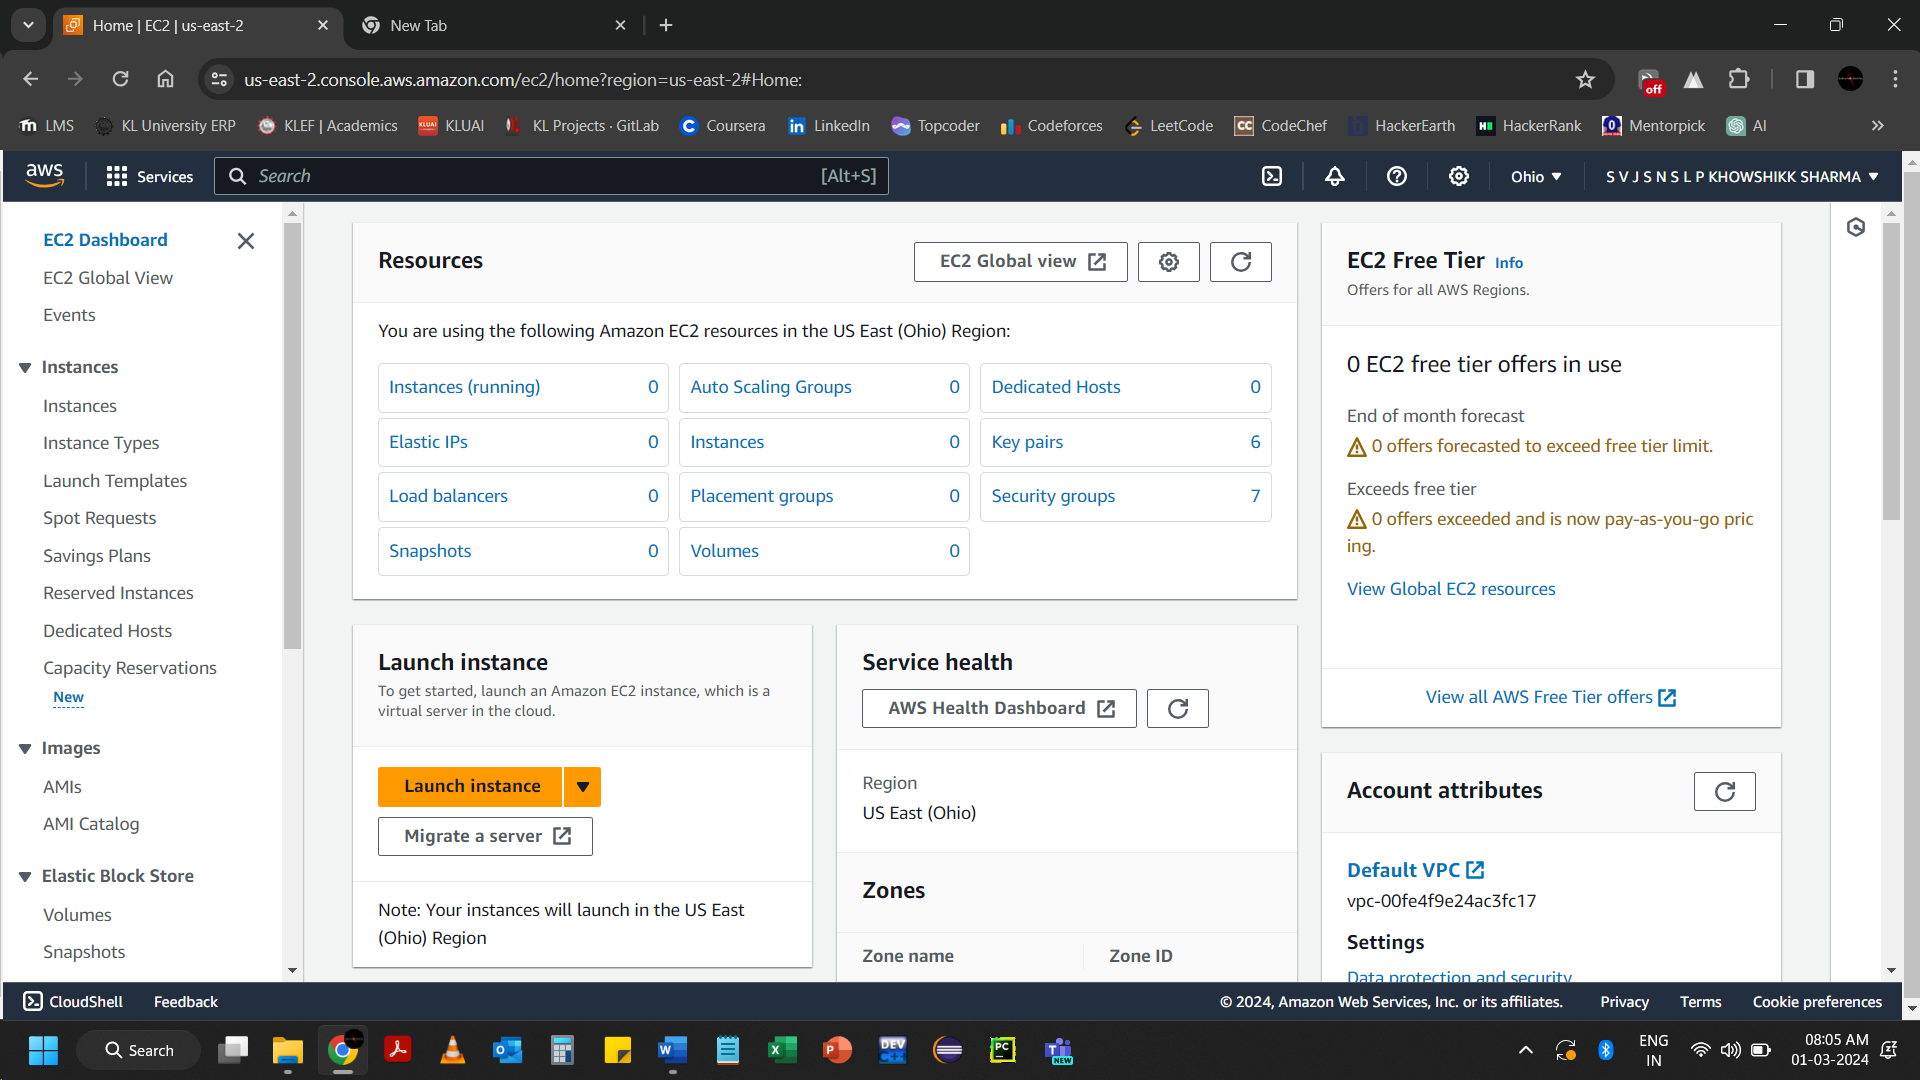 Home | EC2 | us-east-2
New Tab
us-east-2.console.aws.amazon.com/ec2/home?region=us-east-2#Home:
off
LMS
KL University ERP
KLEF | Academics
KLUAI
KL Projects · GitLab
Coursera
LinkedIn
Topcoder
Codeforces
LeetCode
CodeChef
HackerEarth
HackerRank
Mentorpick
AI
aws
Services
Search
[Alt+S]
Ohio
S V J S N S L P KHOWSHIKK SHARMA
EC2 Dashboard
EC2 Global View
Events
Instances
Instances
Instance Types
Launch Templates
Spot Requests
Savings Plans
Reserved Instances
Dedicated Hosts
Capacity Reservations
New
Images
AMIs
AMI Catalog
Elastic Block Store
Volumes
Snapshots
Resources
EC2 Global view
You are using the following Amazon EC2 resources in the US East (Ohio) Region:
Instances (running) 0
Auto Scaling Groups 0
Dedicated Hosts 0
Elastic IPs 0
Instances 0
Key pairs 6
Load balancers 0
Placement groups 0
Security groups 7
Snapshots 0
Volumes 0
Launch instance
To get started, launch an Amazon EC2 instance, which is a
virtual server in the cloud.
Launch instance
Migrate a server
Note: Your instances will launch in the US East
(Ohio) Region
Service health
AWS Health Dashboard
Region
US East (Ohio)
Zones
Zone name
Zone ID
EC2 Free Tier Info
Offers for all AWS Regions.
0 EC2 free tier offers in use
End of month forecast
0 offers forecasted to exceed free tier limit.
Exceeds free tier
0 offers exceeded and is now pay-as-you-go pric
ing.
View Global EC2 resources
View all AWS Free Tier offers
Account attributes
Default VPC
vpc-00fe4f9e24ac3fc17
Settings
Data protection and security
CloudShell
Feedback
© 2024, Amazon Web Services, Inc. or its affiliates.
Privacy
Terms
Cookie preferences
Search
DEV
PC
NEW
ENG
IN
08:05 AM
01-03-2024